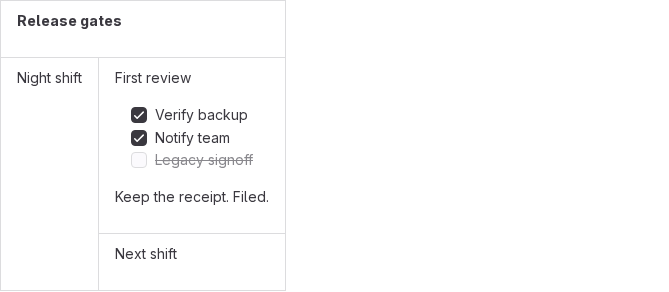 Release gates
Night shift
First review
Verify backup
Notify team
Legacy signoff
Keep the receipt. Filed.
Next shift